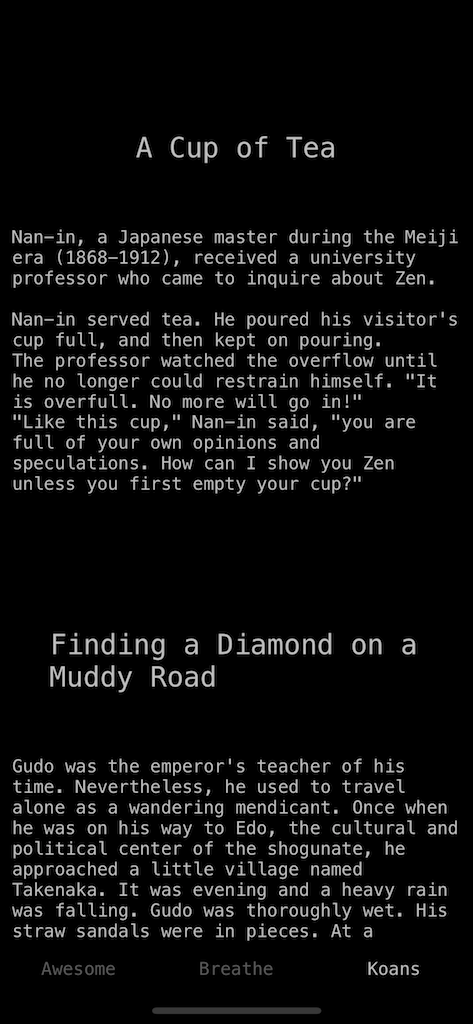 A Cup of Tea
Nan-in, a Japanese master during the Meiji
era (1868-1912), received a university
professor who came to inquire about Zen.
Nan-in served tea. He poured his visitor's
cup full, and then kept on pouring.
The professor watched the overflow until
he no longer could restrain himself. "It
is overfull. No more will go in!"
"Like this cup," Nan-in said, "you are
full of your own opinions and
speculations. How can I show you Zen
unless you first empty your cup?"
Finding a Diamond on a
Muddy Road
Gudo was the emperor's teacher of his
time. Nevertheless, he used to travel
alone as a wandering mendicant. Once when
he was on his way to Edo, the cultural and
political center of the shogunate, he
approached a little village named
Takenaka. It was evening and a heavy rain
was falling. Gudo was thoroughly wet. His
straw sandals were in pieces. At a
Awesome Breathe Koans